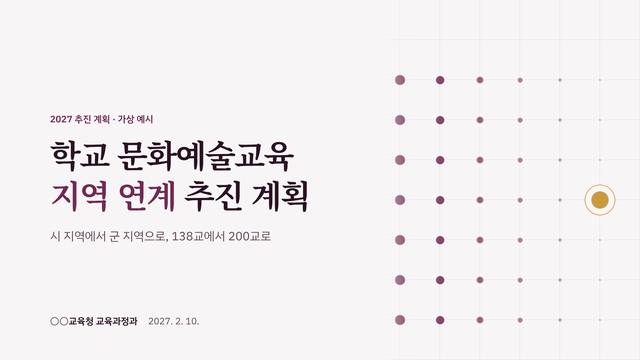 2027 추진 계획 · 가상 예시
학교 문화예술교육
지역 연계 추진 계획
시 지역에서 군 지역으로, 138교에서 200교로
○○교육청 교육과정과 2027. 2. 10.